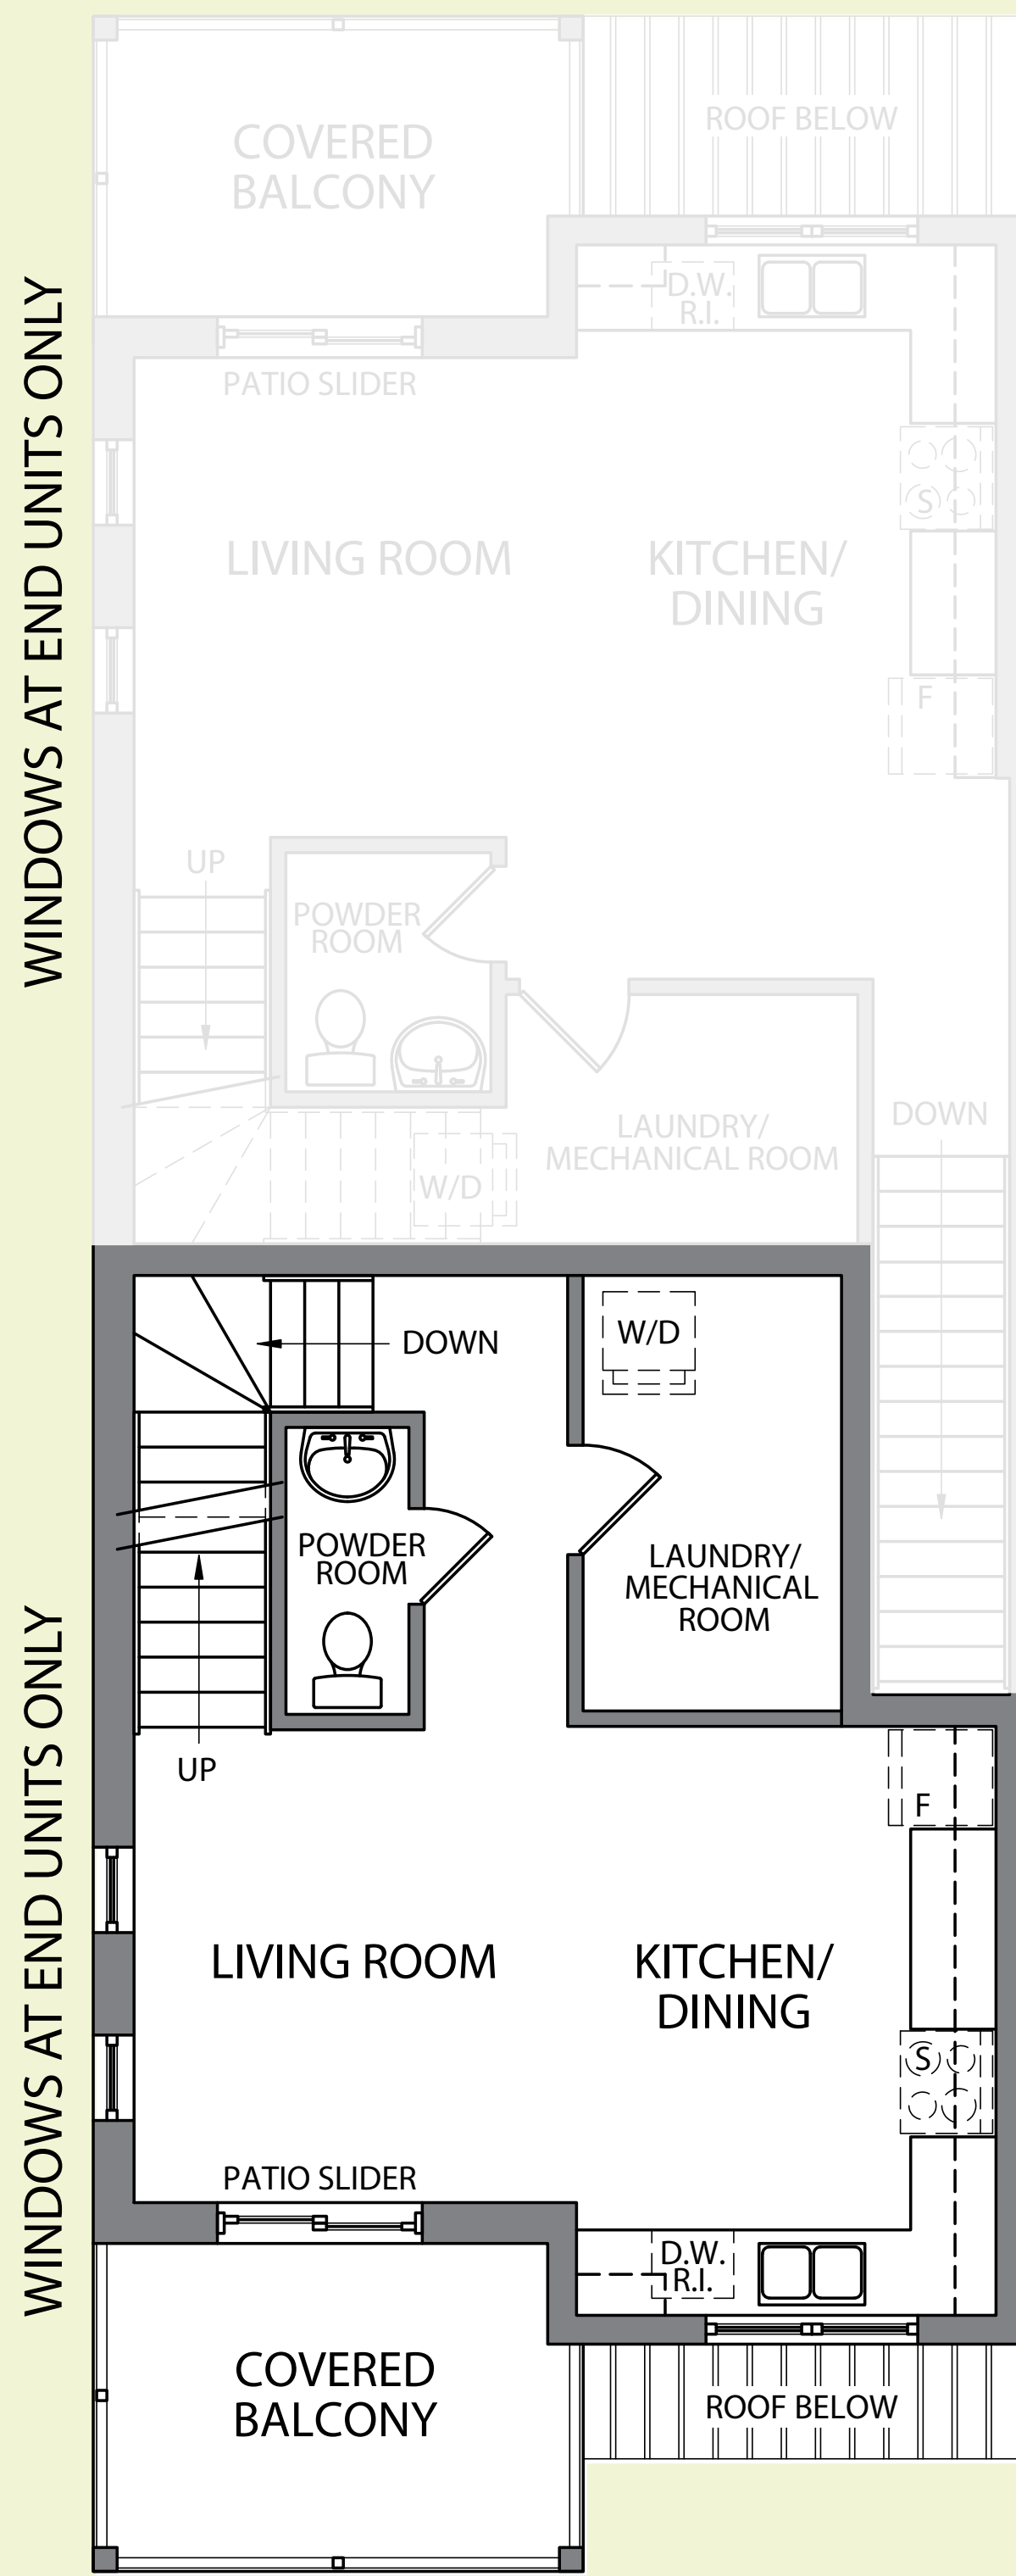 ROOF BELOW
COVERED
BALCONY
D.W.
R.I.
PATIO SLIDER
WINDOWS AT END UNITS ONLY
S
LIVING ROOM
KITCHEN/
DINING
F
UP
POWDER
ROOM
DOWN
LAUNDRY/
MECHANICAL ROOM
W/D
W/D
DOWN
POWDER
ROOM
LAUNDRY/
MECHANICAL
ROOM
UP
F
WINDOWS AT END UNITS ONLY
LIVING ROOM
KITCHEN/
DINING
S
PATIO SLIDER
D.W.
R.I.
COVERED
BALCONY
ROOF BELOW